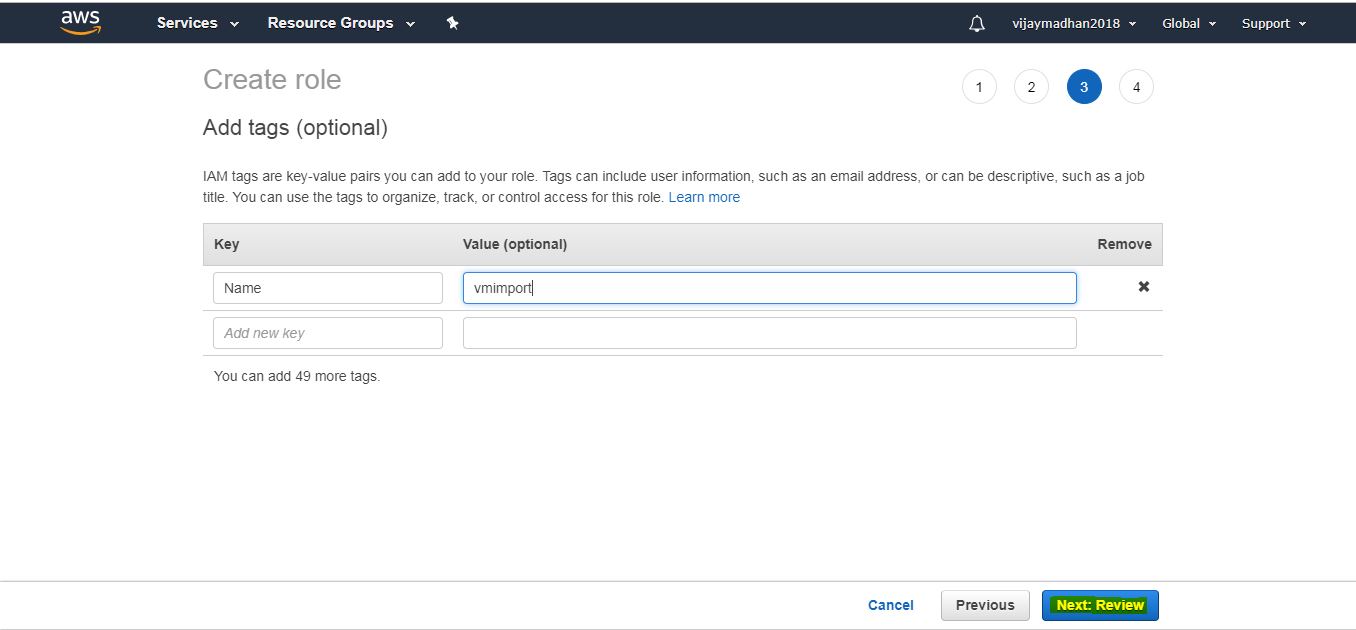 aws Services Resource Groups vijaymadhan2018 Global Support
Create role
1 2 3 4
Add tags (optional)
IAM tags are key-value pairs you can add to your role. Tags can include user information, such as an email address, or can be descriptive, such as a job
title. You can use the tags to organize, track, or control access for this role. Learn more
Key Value (optional) Remove
Name vmimport
Add new key
You can add 49 more tags.
Cancel Previous Next: Review